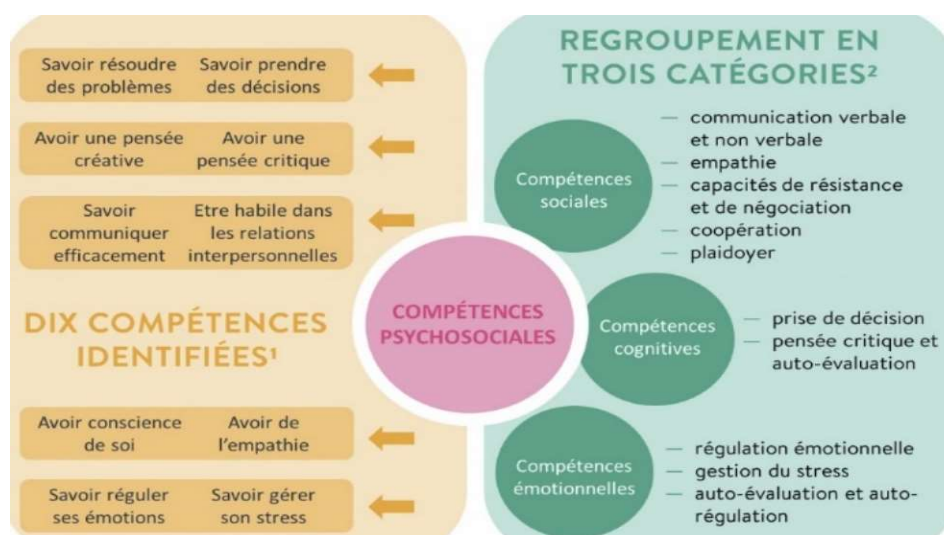 Savoir résoudre
des problèmes
Savoir prendre
des décisions
Avoir une pensée
créative
Avoir une
pensée critique
Savoir
communiquer
efficacement
Etre habile dans
les relations
interpersonnelles
DIX COMPÉTENCES
IDENTIFIÉES¹
Avoir conscience
de soi
Avoir de
l'empathie
Savoir réguler
ses émotions
Savoir gérer
son stress
COMPÉTENCES
PSYCHOSOCIALES
REGROUPEMENT EN
TROIS CATÉGORIES²
Compétences
sociales
— communication verbale
et non verbale
— empathie
— capacités de résistance
et de négociation
— coopération
— plaidoyer
Compétences
cognitives
— prise de décision
— pensée critique et
auto-évaluation
Compétences
émotionnelles
— régulation émotionnelle
— gestion du stress
— auto-évaluation et auto-
régulation